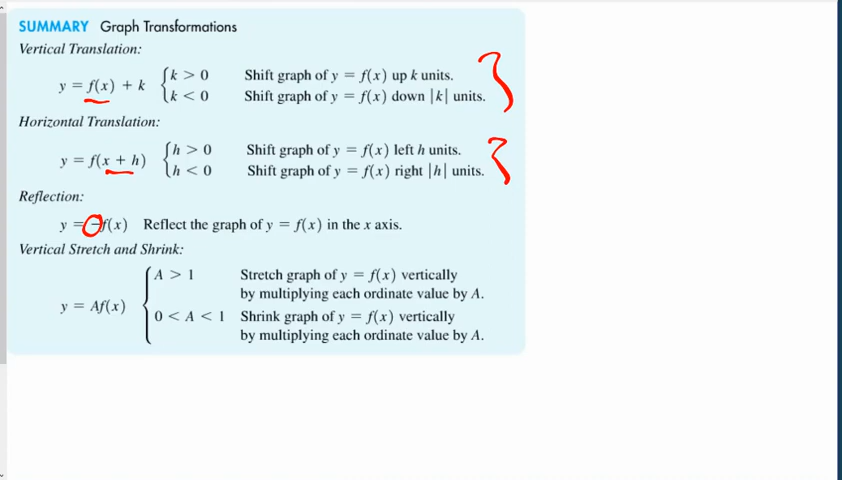 SUMMARY Graph Transformations
Vertical Translation:
y = f(x) + k { k > 0 Shift graph of y = f(x) up k units.
k < 0 Shift graph of y = f(x) down |k| units.
Horizontal Translation:
y = f(x + h) { h > 0 Shift graph of y = f(x) left h units.
h < 0 Shift graph of y = f(x) right |h| units.
Reflection:
y = −f(x) Reflect the graph of y = f(x) in the x axis.
Vertical Stretch and Shrink:
y = Af(x) { A > 1 Stretch graph of y = f(x) vertically
by multiplying each ordinate value by A.
0 < A < 1 Shrink graph of y = f(x) vertically
by multiplying each ordinate value by A.